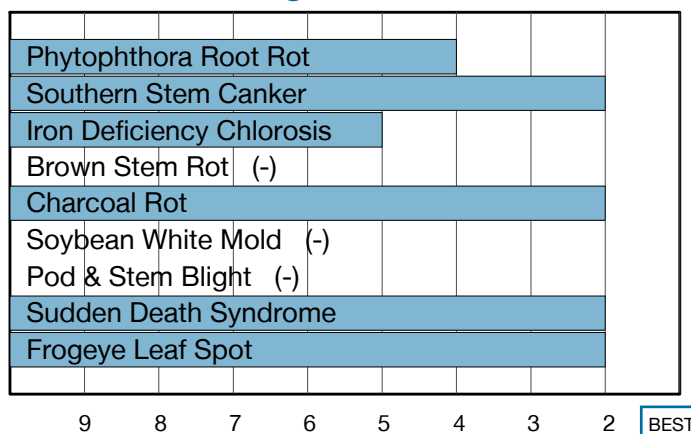 Phytophthora Root Rot
Southern Stem Canker
Iron Deficiency Chlorosis
Brown Stem Rot (-)
Charcoal Rot
Soybean White Mold (-)
Pod & Stem Blight (-)
Sudden Death Syndrome
Frogeye Leaf Spot
9 8 7 6 5 4 3 2 BEST